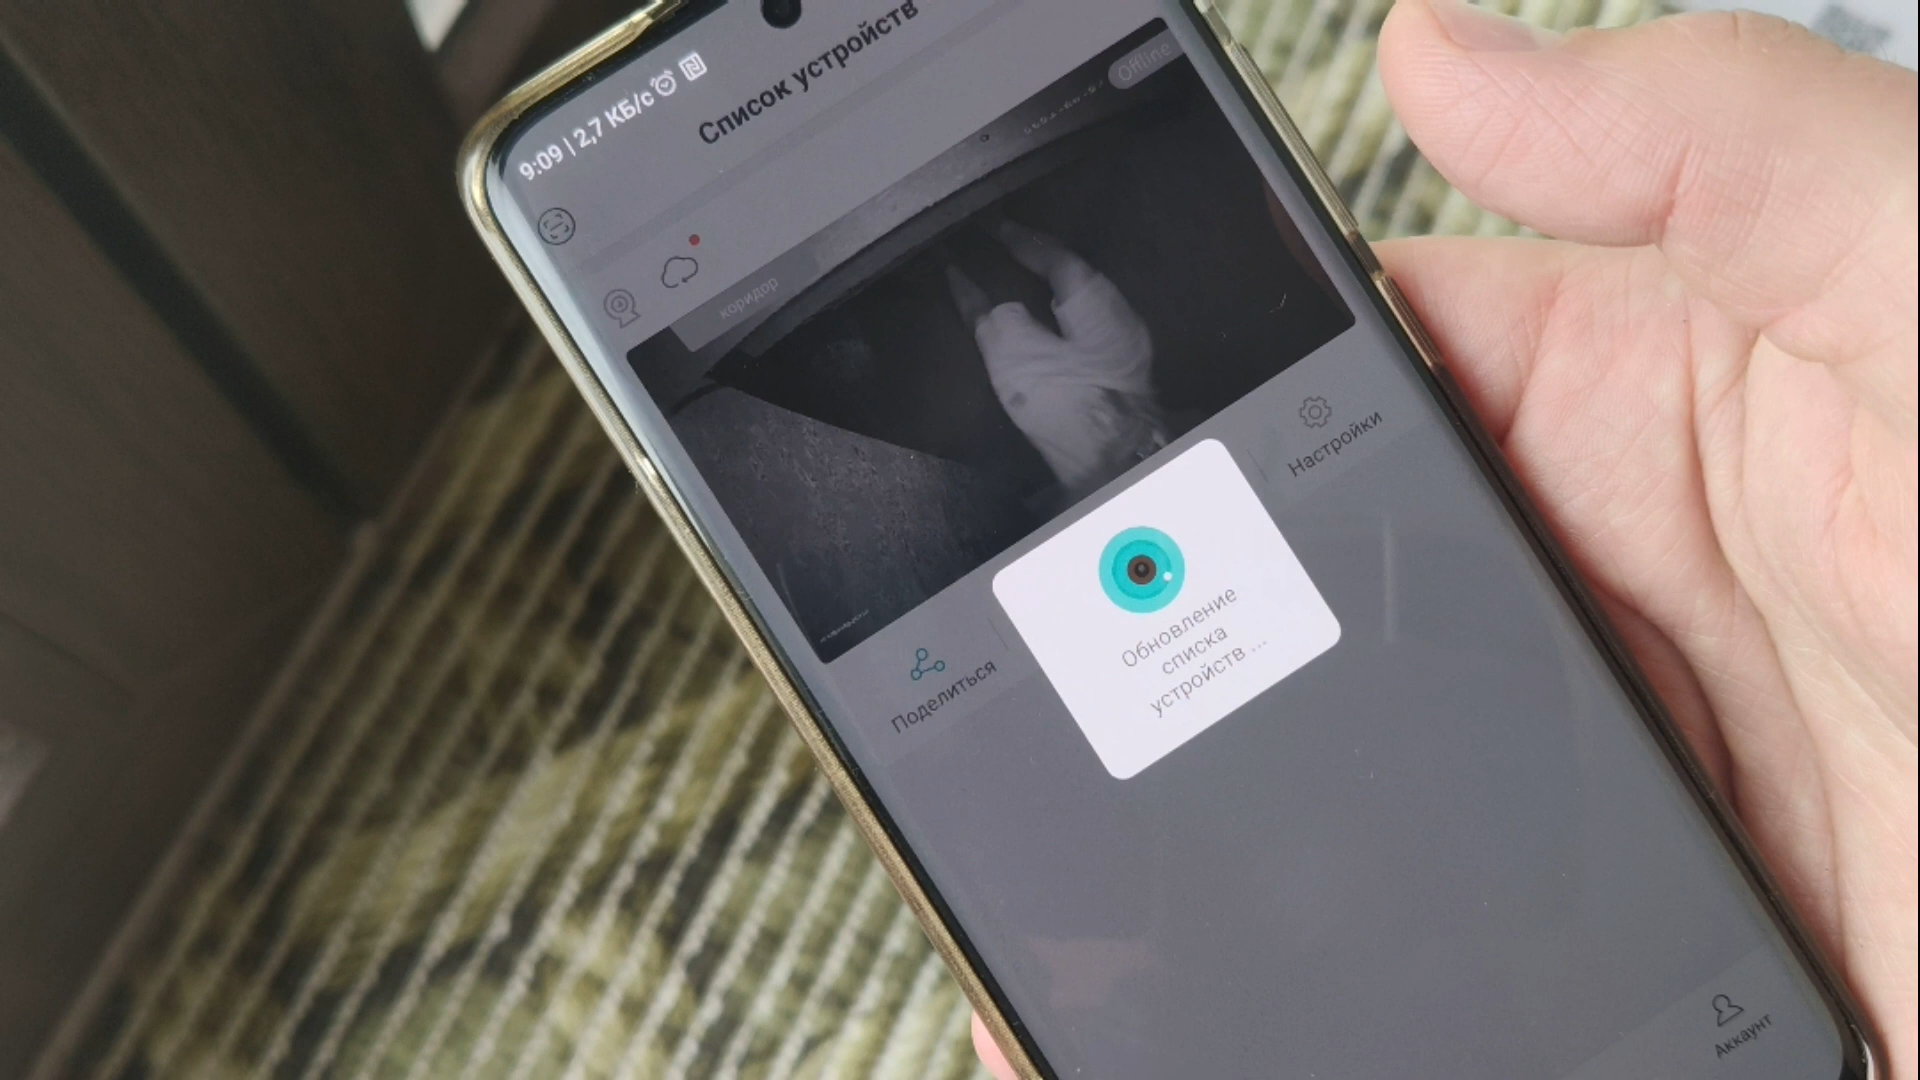 9:09 | 2,7 КБ/с
Список устройств
Offline
коридор
Поделиться
Настройки
Обновление
списка
устройств ...
Аккаунт